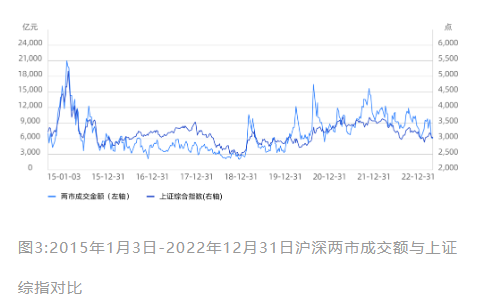 亿元 点
24,000 6,000
21,000 5,500
18,000 5,000
15,000 4,500
12,000 4,000
9,000 3,500
6,000 3,000
3,000 2,500
0 2,000
15-01-03 15-12-31 16-12-31 17-12-31 18-12-31 19-12-31 20-12-31 21-12-31 22-12-31
两市成交金额（左轴） 上证综合指数(右轴)
图3:2015年1月3日-2022年12月31日沪深两市成交额与上证
综指对比